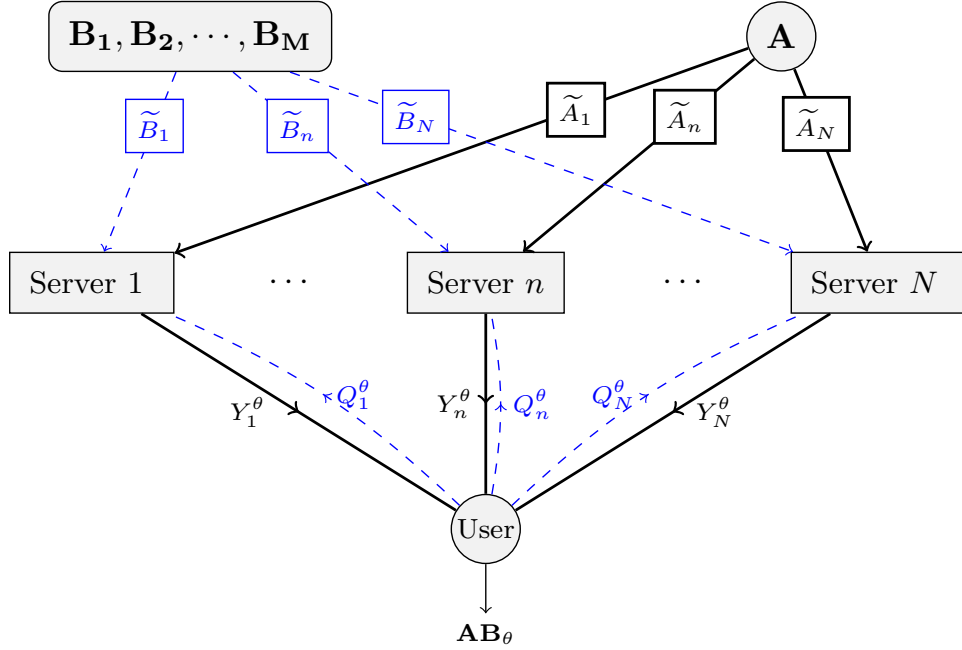 B₁, B₂, ⋯, B_M
A
B̃₁
B̃ₙ
B̃_N
Ã₁
Ãₙ
Ã_N
Server 1
⋯
Server n
⋯
Server N
Y₁^θ
Q₁^θ
Yₙ^θ
Qₙ^θ
Q_N^θ
Y_N^θ
User
AB_θ